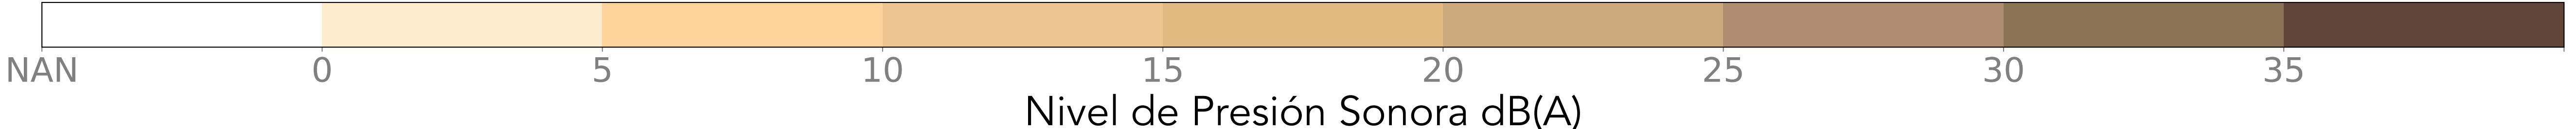 NAN 0 5 10 15 20 25 30 35
Nivel de Presión Sonora dB(A)